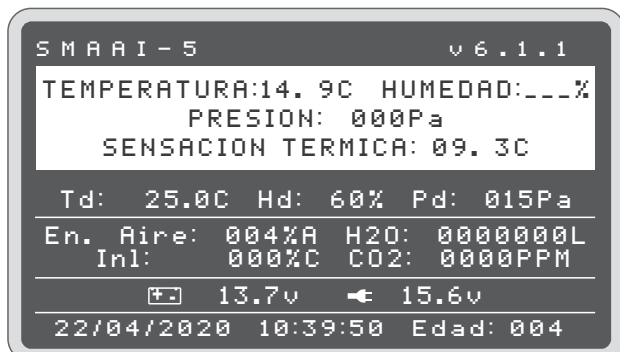 SMAAI-5 v6.1.1
TEMPERATURA:14. 9C HUMEDAD:___%
PRESION: 000Pa
SENSACION TERMICA: 09. 3C
Td: 25.0C Hd: 60% Pd: 015Pa
En. Aire: 004%A H2O: 0000000L
Inl: 000%C CO2: 0000PPM
13.7v 15.6v
22/04/2020 10:39:50 Edad: 004